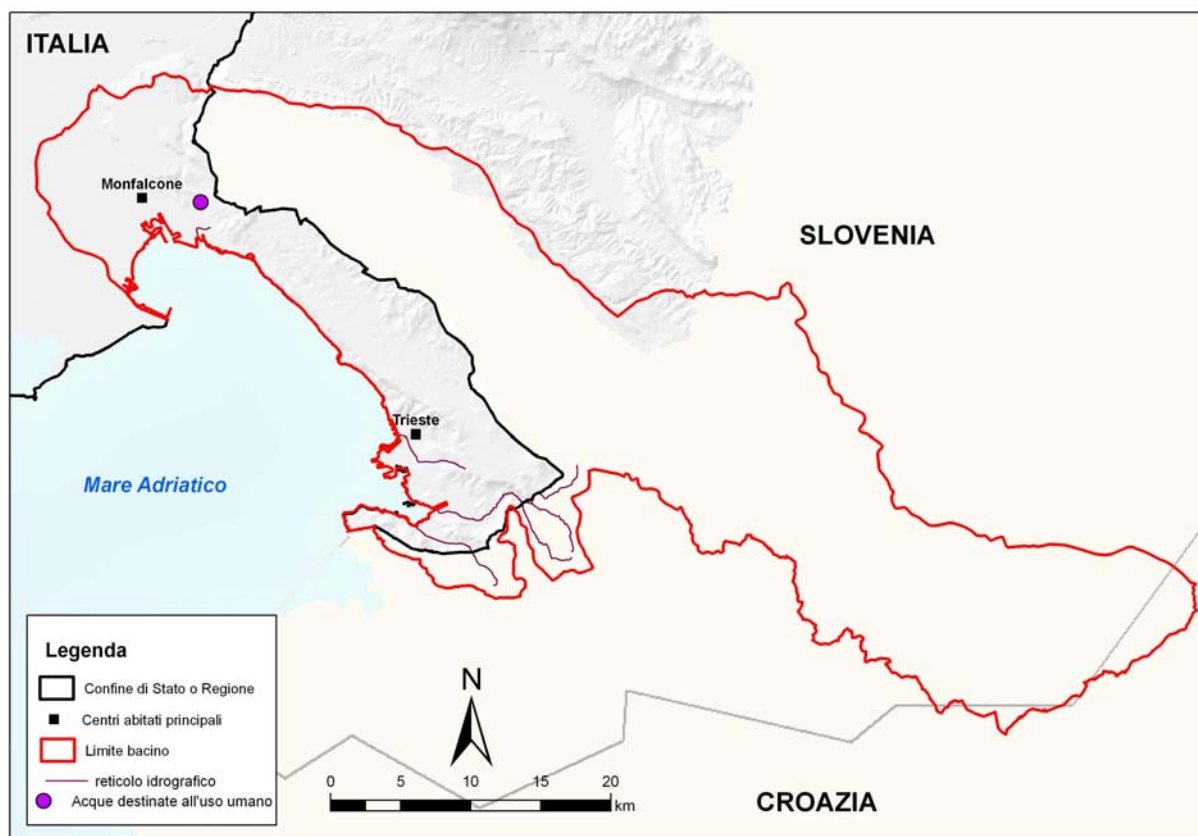 ITALIA
Monfalcone
SLOVENIA
Trieste
Mare Adriatico
Legenda
Confine di Stato o Regione
Centri abitati principali
Limite bacino
reticolo idrografico
Acque destinate all'uso umano
N
0 5 10 15 20
km
CROAZIA